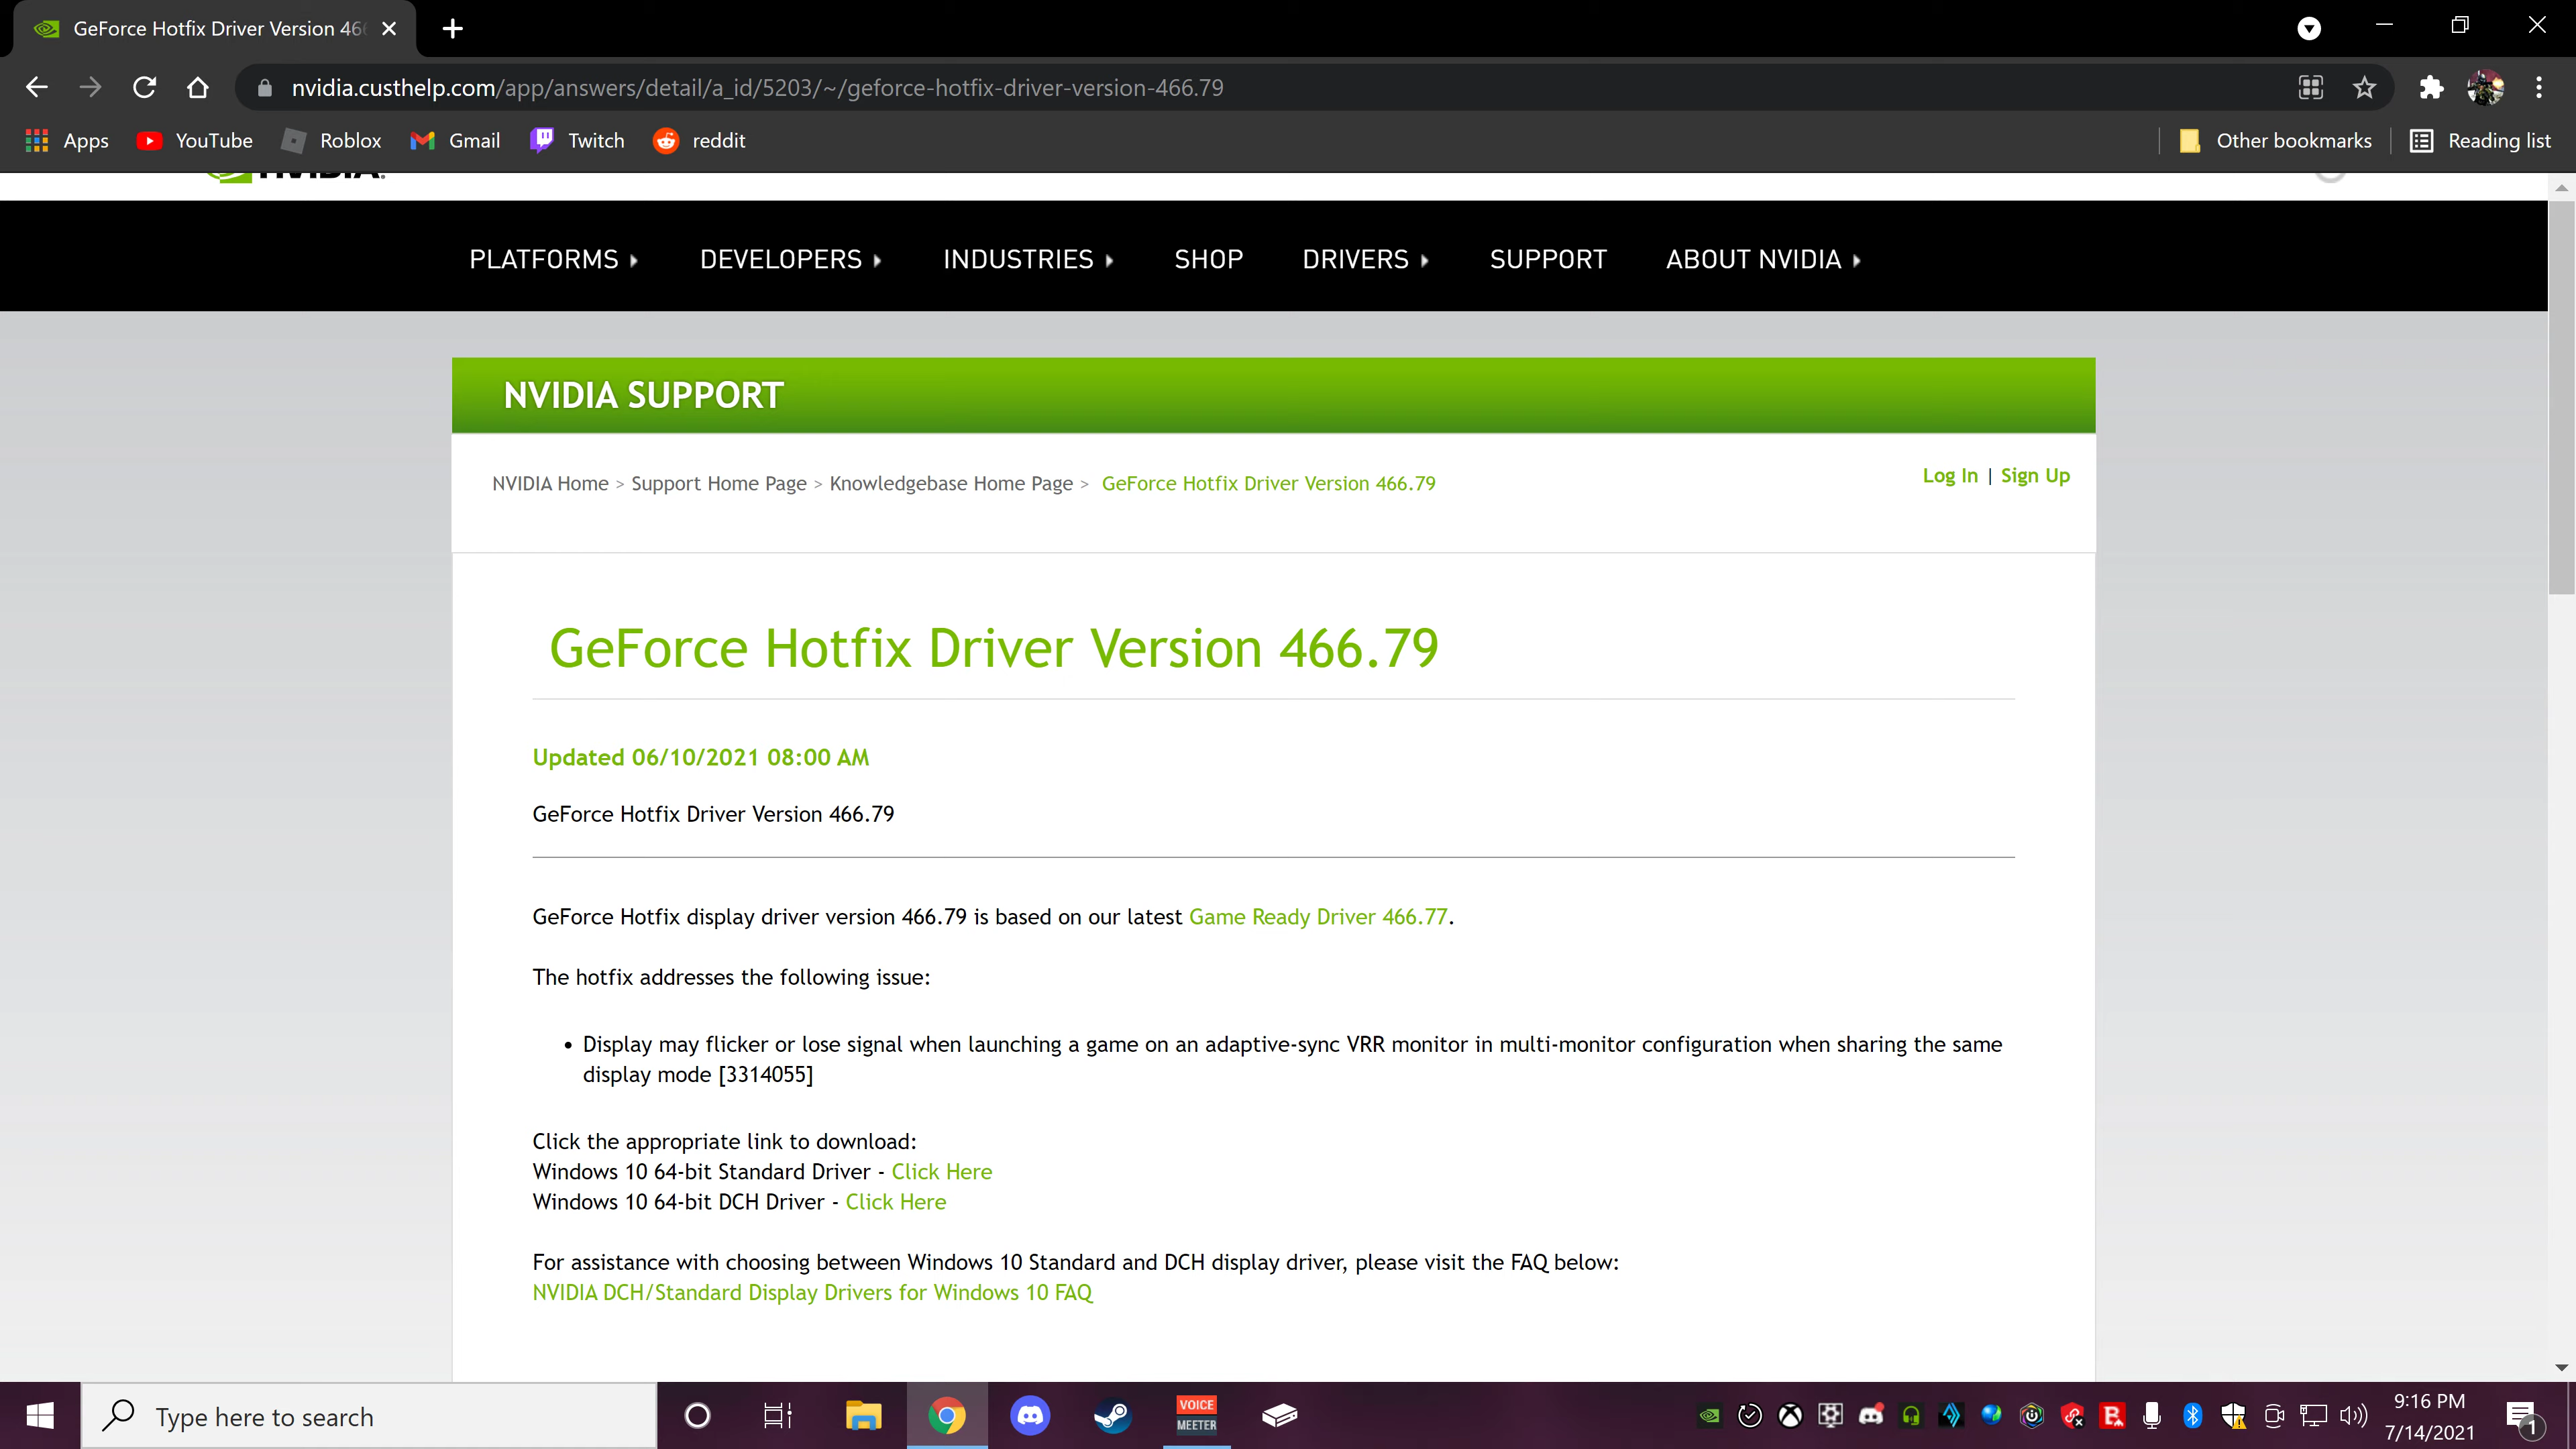 GeForce Hotfix Driver Version 466
nvidia.custhelp.com/app/answers/detail/a_id/5203/~/geforce-hotfix-driver-version-466.79
Apps YouTube Roblox Gmail Twitch reddit Other bookmarks Reading list
NVIDIA.
PLATFORMS DEVELOPERS INDUSTRIES SHOP DRIVERS SUPPORT ABOUT NVIDIA
NVIDIA SUPPORT
NVIDIA Home > Support Home Page > Knowledgebase Home Page > GeForce Hotfix Driver Version 466.79
Log In | Sign Up
GeForce Hotfix Driver Version 466.79
Updated 06/10/2021 08:00 AM
GeForce Hotfix Driver Version 466.79
GeForce Hotfix display driver version 466.79 is based on our latest Game Ready Driver 466.77.
The hotfix addresses the following issue:
• Display may flicker or lose signal when launching a game on an adaptive-sync VRR monitor in multi-monitor configuration when sharing the same
display mode [3314055]
Click the appropriate link to download:
Windows 10 64-bit Standard Driver - Click Here
Windows 10 64-bit DCH Driver - Click Here
For assistance with choosing between Windows 10 Standard and DCH display driver, please visit the FAQ below:
NVIDIA DCH/Standard Display Drivers for Windows 10 FAQ
Type here to search
VOICE
MEETER
9:16 PM
7/14/2021
1